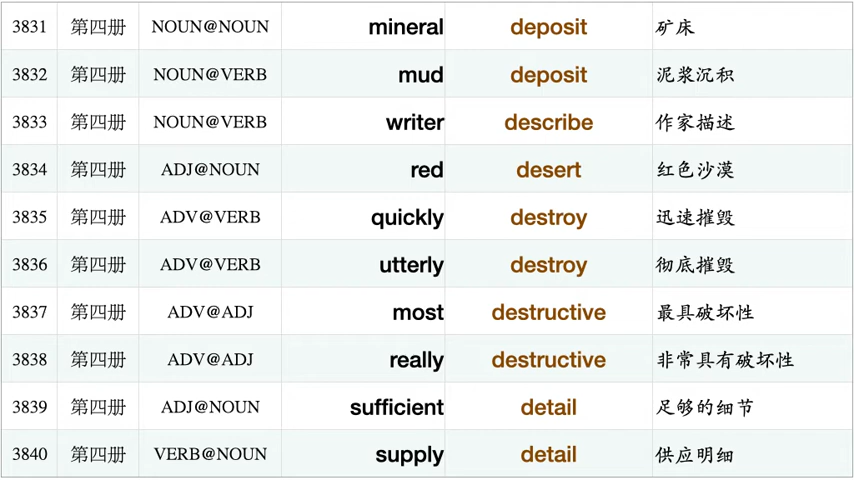 3831 第四册 NOUN@NOUN mineral deposit 矿床
3832 第四册 NOUN@VERB mud deposit 泥浆沉积
3833 第四册 NOUN@VERB writer describe 作家描述
3834 第四册 ADJ@NOUN red desert 红色沙漠
3835 第四册 ADV@VERB quickly destroy 迅速摧毁
3836 第四册 ADV@VERB utterly destroy 彻底摧毁
3837 第四册 ADV@ADJ most destructive 最具破坏性
3838 第四册 ADV@ADJ really destructive 非常具有破坏性
3839 第四册 ADJ@NOUN sufficient detail 足够的细节
3840 第四册 VERB@NOUN supply detail 供应明细